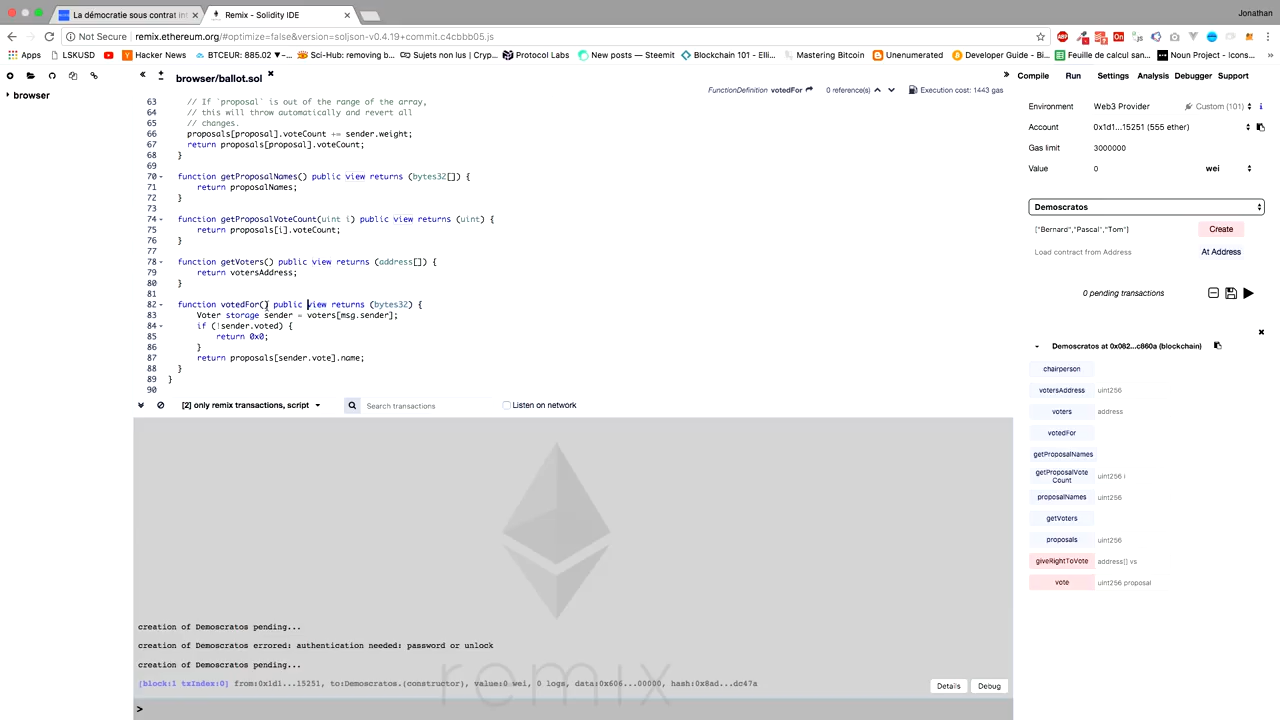 La démocratie sous contrat int
Remix - Solidity IDE
Jonathan
Not Secure
remix.ethereum.org/#optimize=false&version=soljson-v0.4.19+commit.c4cbbb05.js
Apps
LSKUSD
Hacker News
BTCEUR: 885.02
Sci-Hub: removing b...
Sujets non lus | Cryp...
Protocol Labs
New posts — Steemit
Blockchain 101 - Elli...
Mastering Bitcoin
Unenumerated
Developer Guide - Bi...
Feuille de calcul san...
Noun Project - Icons...
browser/ballot.sol
Compile Run Settings Analysis Debugger Support
browser
FunctionDefinition votedFor 0 reference(s) Execution cost: 1443 gas
63 // If `proposal` is out of the range of the array,
64 // this will throw automatically and revert all
65 // changes.
66 proposals[proposal].voteCount += sender.weight;
67 return proposals[proposal].voteCount;
68 }
69
70 function getProposalNames() public view returns (bytes32[]) {
71 return proposalNames;
72 }
73
74 function getProposalVoteCount(uint i) public view returns (uint) {
75 return proposals[i].voteCount;
76 }
77
78 function getVoters() public view returns (address[]) {
79 return votersAddress;
80 }
81
82 function votedFor() public view returns (bytes32) {
83 Voter storage sender = voters[msg.sender];
84 if (!sender.voted) {
85 return 0x0;
86 }
87 return proposals[sender.vote].name;
88 }
89 }
90
Environment Web3 Provider Custom (101)
Account 0x1d1...15251 (555 ether)
Gas limit 3000000
Value 0 wei
Demoscratos
["Bernard","Pascal","Tom"] Create
Load contract from Address At Address
0 pending transactions
Demoscratos at 0x082...c860a (blockchain)
chairperson
votersAddress uint256
voters address
votedFor
getProposalNames
getProposalVote
Count uint256 i
proposalNames uint256
getVoters
proposals uint256
giveRightToVote address[] vs
vote uint256 proposal
[2] only remix transactions, script
Search transactions
Listen on network
creation of Demoscratos pending...
creation of Demoscratos errored: authentication needed: password or unlock
creation of Demoscratos pending...
[block:1 txIndex:0] from:0x1d1...15251, to:Demoscratos.(constructor), value:0 wei, 0 logs, data:0x606...00000, hash:0x8ad...dc47a
Details Debug
remix
>